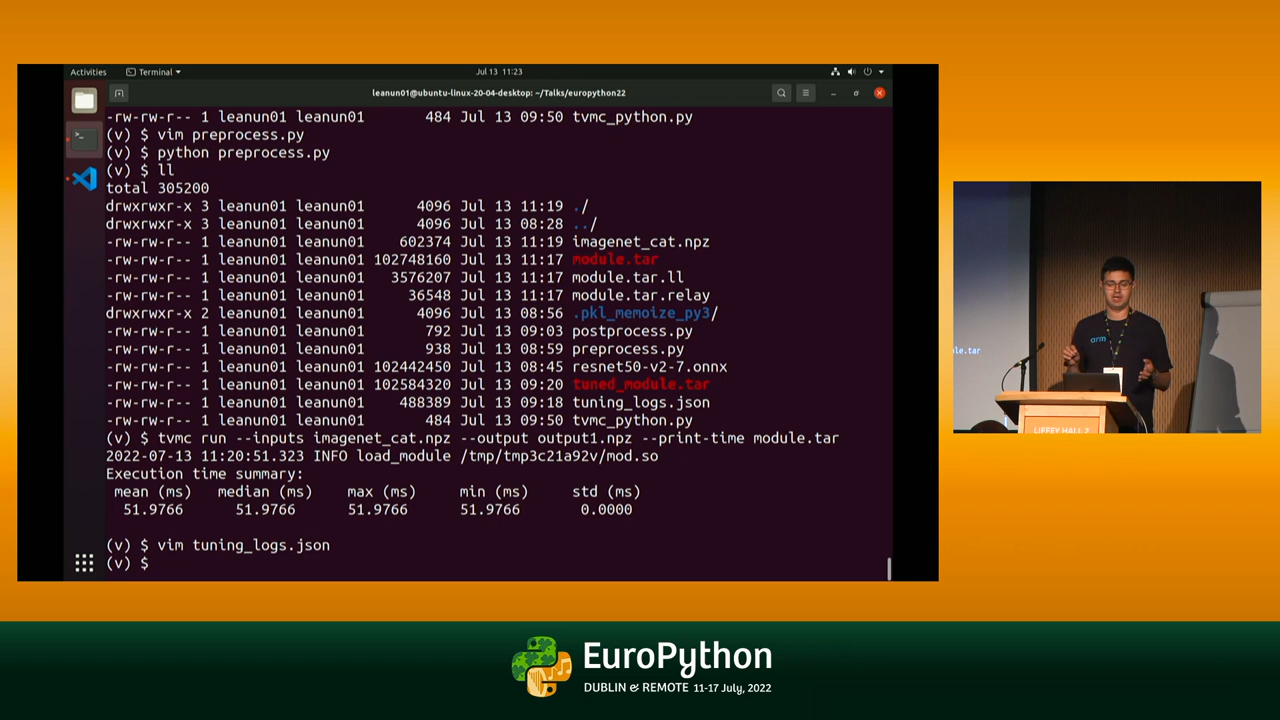 Activities Terminal Jul 13 11:23
leanun01@ubuntu-linux-20-04-desktop: ~/Talks/europython22
-rw-rw-r-- 1 leanun01 leanun01 484 Jul 13 09:50 tvmc_python.py
(v) $ vim preprocess.py
(v) $ python preprocess.py
(v) $ ll
total 305200
drwxrwxr-x 3 leanun01 leanun01 4096 Jul 13 11:19 ./
drwxrwxr-x 3 leanun01 leanun01 4096 Jul 13 08:28 ../
-rw-rw-r-- 1 leanun01 leanun01 602374 Jul 13 11:19 imagenet_cat.npz
-rw-rw-r-- 1 leanun01 leanun01 102748160 Jul 13 11:17 module.tar
-rw-rw-r-- 1 leanun01 leanun01 3576207 Jul 13 11:17 module.tar.ll
-rw-rw-r-- 1 leanun01 leanun01 36548 Jul 13 11:17 module.tar.relay
drwxrwxr-x 2 leanun01 leanun01 4096 Jul 13 08:56 .pkl_memoize_py3/
-rw-rw-r-- 1 leanun01 leanun01 792 Jul 13 09:03 postprocess.py
-rw-rw-r-- 1 leanun01 leanun01 938 Jul 13 08:59 preprocess.py
-rw-rw-r-- 1 leanun01 leanun01 102442450 Jul 13 08:45 resnet50-v2-7.onnx
-rw-rw-r-- 1 leanun01 leanun01 102584320 Jul 13 09:20 tuned_module.tar
-rw-rw-r-- 1 leanun01 leanun01 488389 Jul 13 09:18 tuning_logs.json
-rw-rw-r-- 1 leanun01 leanun01 484 Jul 13 09:50 tvmc_python.py
(v) $ tvmc run --inputs imagenet_cat.npz --output output1.npz --print-time module.tar
2022-07-13 11:20:51.323 INFO load_module /tmp/tmp3c21a92v/mod.so
Execution time summary:
mean (ms) median (ms) max (ms) min (ms) std (ms)
51.9766 51.9766 51.9766 51.9766 0.0000
(v) $ vim tuning_logs.json
(v) $
arm
LIFFEY HALL 2
EuroPython
DUBLIN & REMOTE 11-17 July, 2022